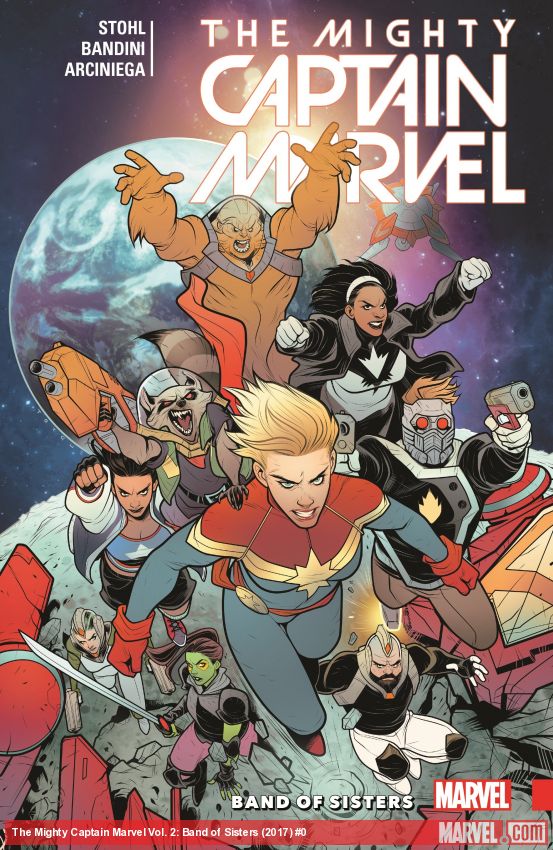 STOHL
BANDINI
ARCINIEGA
THE MIGHTY
CAPTAIN
MARVEL
BAND OF SISTERS
MARVEL
The Mighty Captain Marvel Vol. 2: Band of Sisters (2017) #0
MARVEL.COM